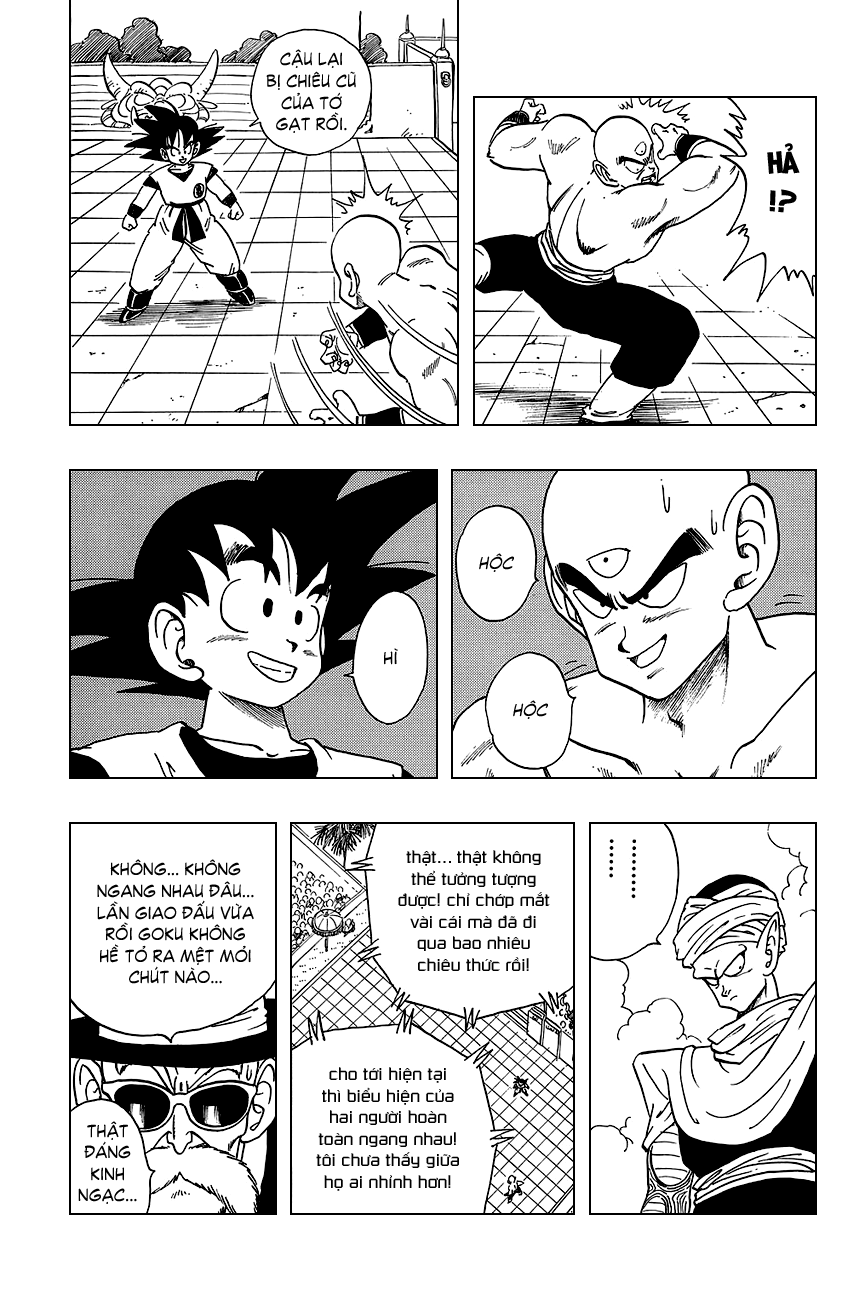 HẢ
!?
CẬU LẠI
BỊ CHIÊU CŨ
CỦA TỚ
GẠT RỒI.
HỘC
HỘC
HÌ
.......
thật... thật không
thể tưởng tượng
được! chỉ chớp mắt
vài cái mà đã đi
qua bao nhiêu
chiêu thức rồi!
cho tới hiện tại
thì biểu hiện của
hai người hoàn
toàn ngang nhau!
tôi chưa thấy giữa
họ ai nhỉnh hơn!
KHÔNG... KHÔNG
NGANG NHAU ĐÂU...
LẦN GIAO ĐẤU VỪA
RỒI GOKU KHÔNG
HỀ TỎ RA MỆT MỎI
CHÚT NÀO...
THẬT
ĐÁNG
KINH
NGẠC...